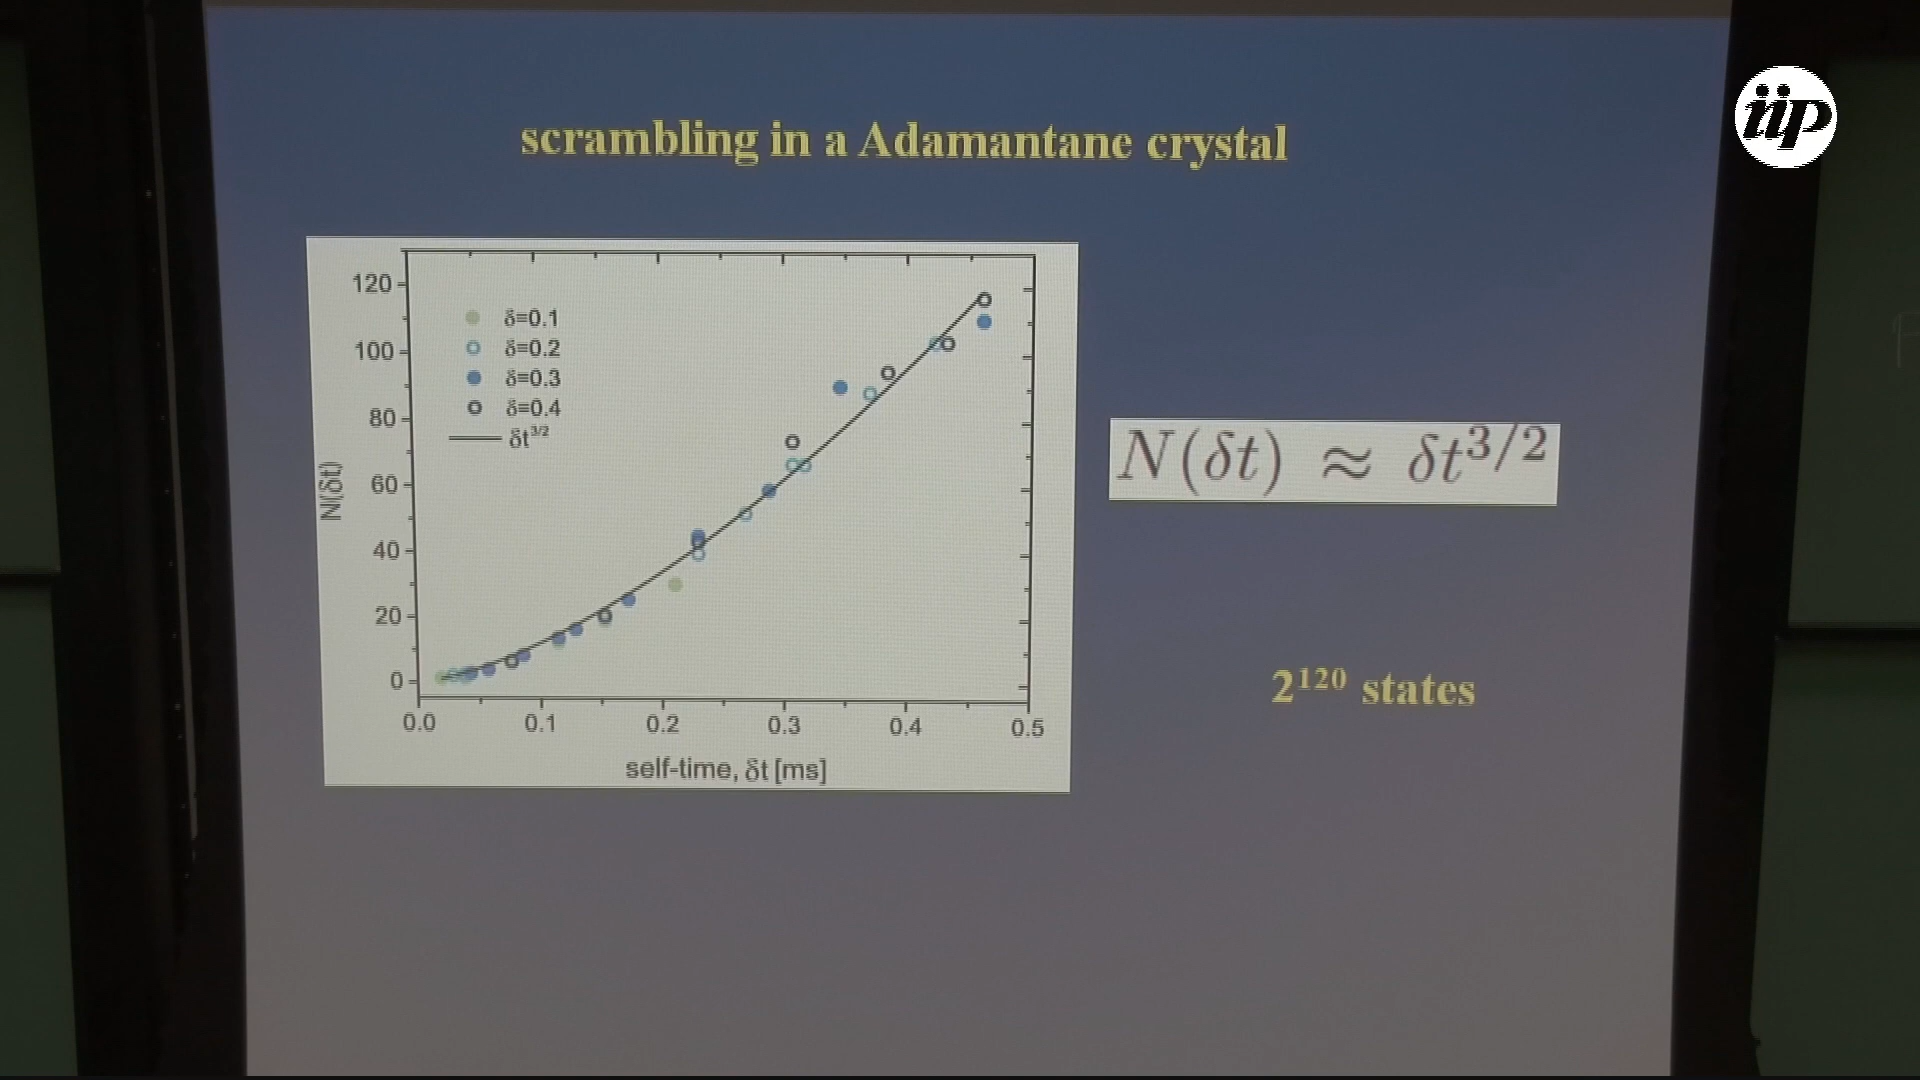 iip
scrambling in a Adamantane crystal
120
100
80
60
40
20
0
N(δt)
δ=0.1
δ=0.2
δ=0.3
δ=0.4
δt^3/2
0.0 0.1 0.2 0.3 0.4 0.5
self-time, δt [ms]
N(δt) ≈ δt^3/2
2^120 states